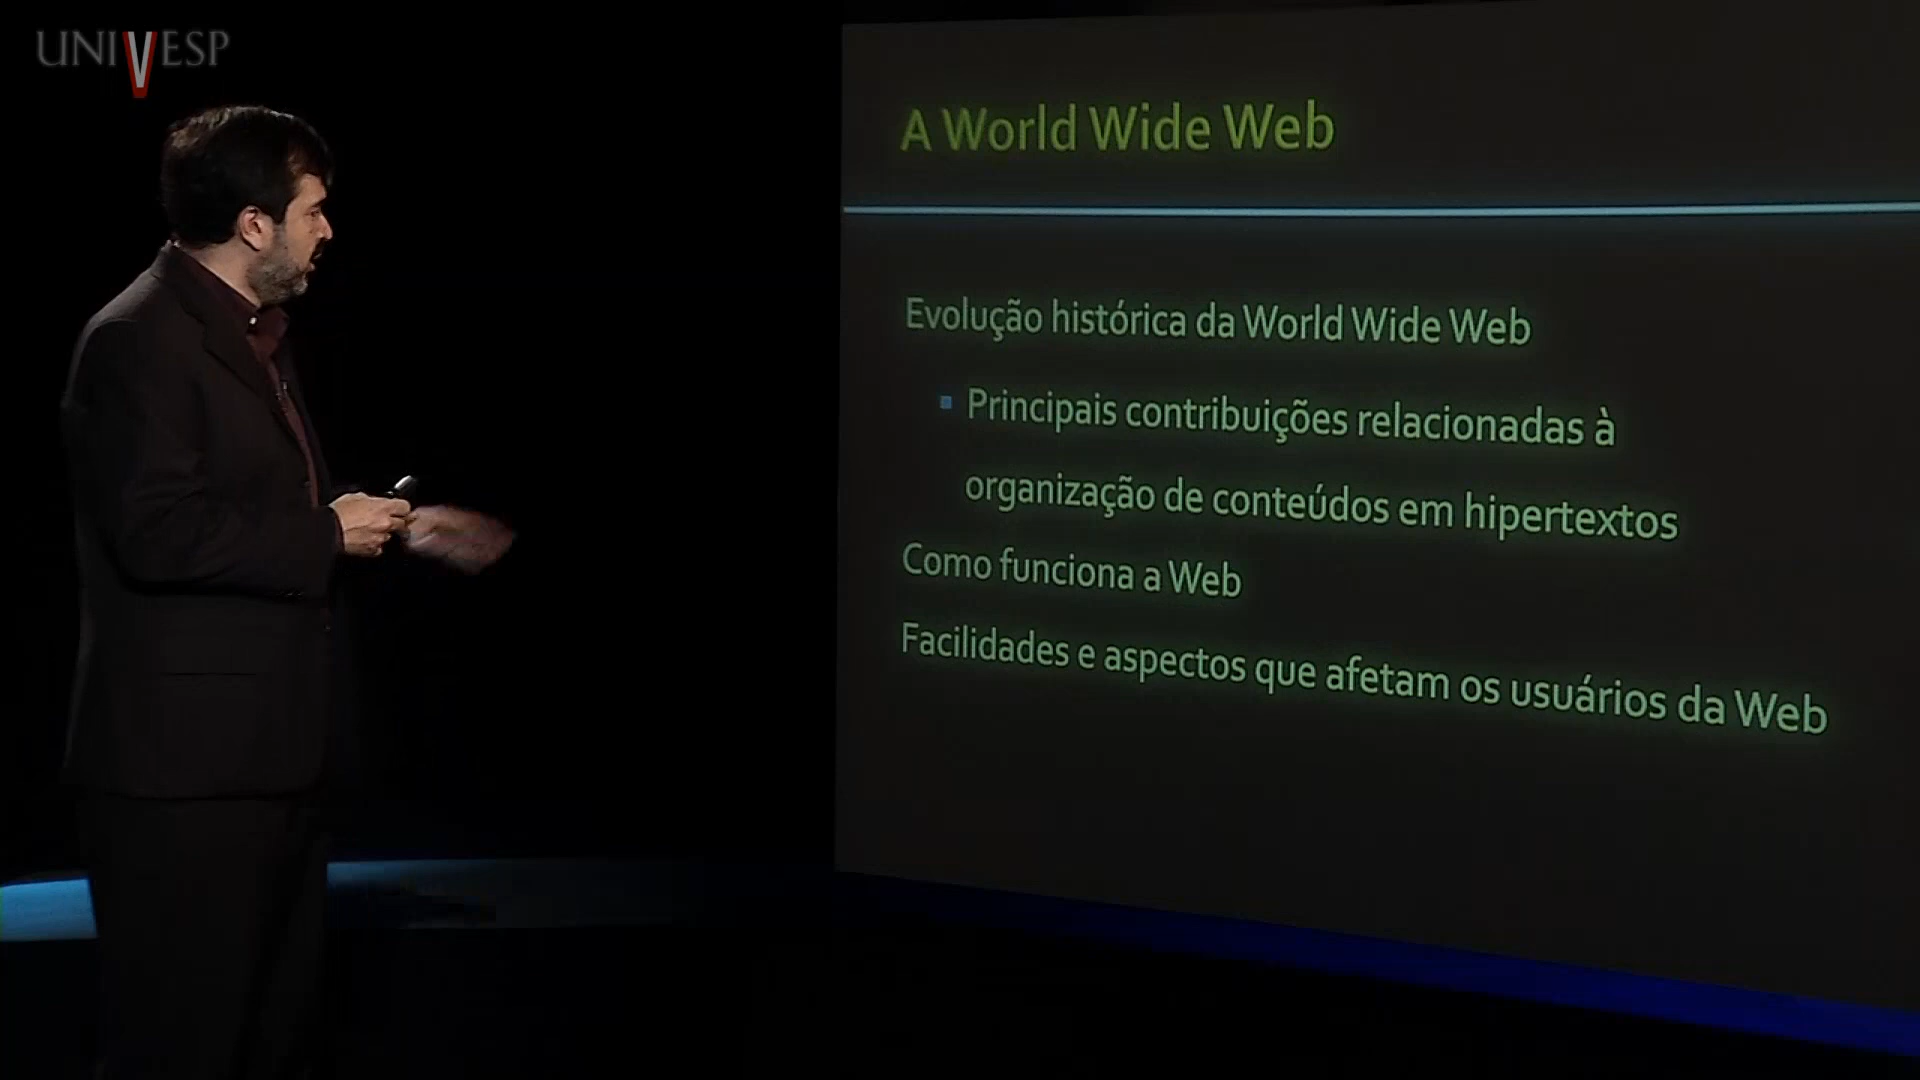 UNIVESP
A World Wide Web
Evolução histórica da World Wide Web
Principais contribuições relacionadas à
organização de conteúdos em hipertextos
Como funciona a Web
Facilidades e aspectos que afetam os usuários da Web